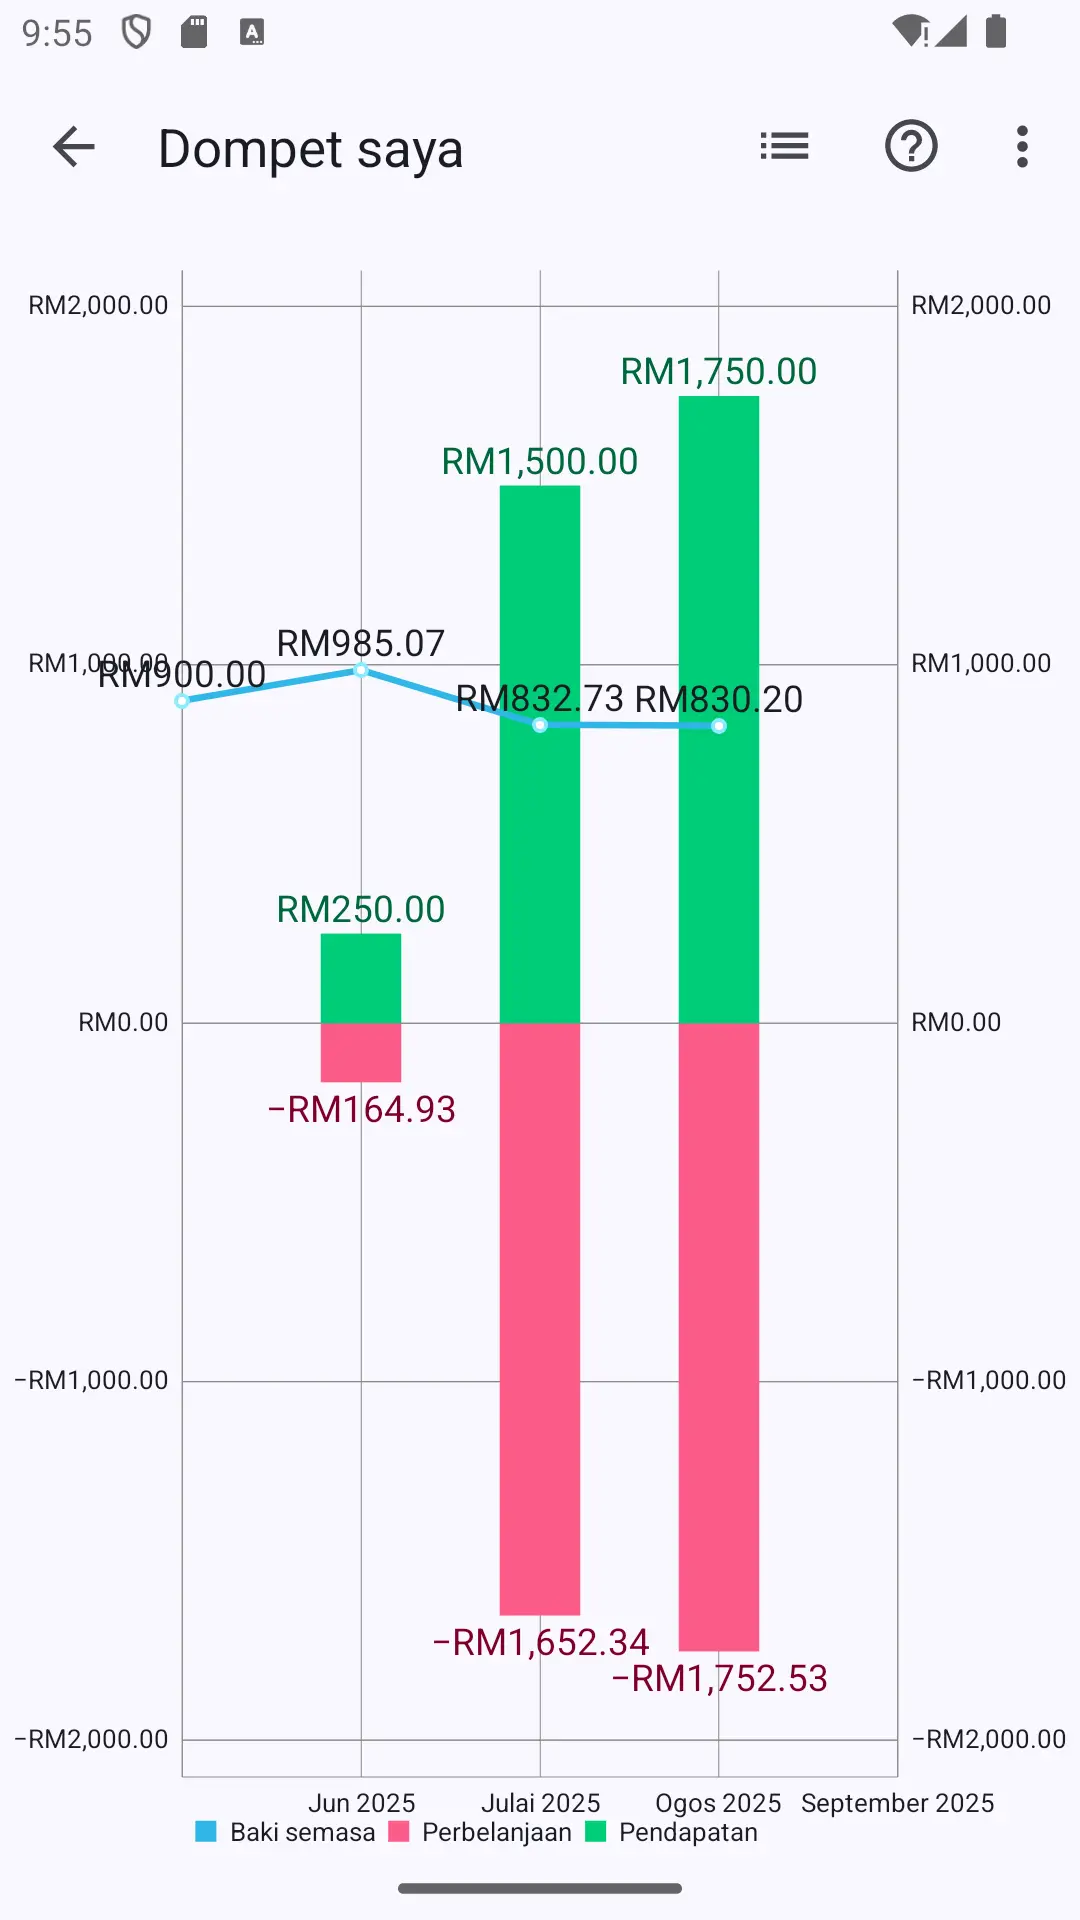 9:55
Dompet saya
RM2,000.00
RM2,000.00
RM1,750.00
RM1,500.00
RM985.07
RM1,000.00
RM1,000.00
RM900.00
RM832.73
RM830.20
RM250.00
RM0.00
RM0.00
−RM164.93
−RM1,000.00
−RM1,000.00
−RM1,652.34
−RM1,752.53
−RM2,000.00
−RM2,000.00
Jun 2025
Julai 2025
Ogos 2025
September 2025
Baki semasa
Perbelanjaan
Pendapatan